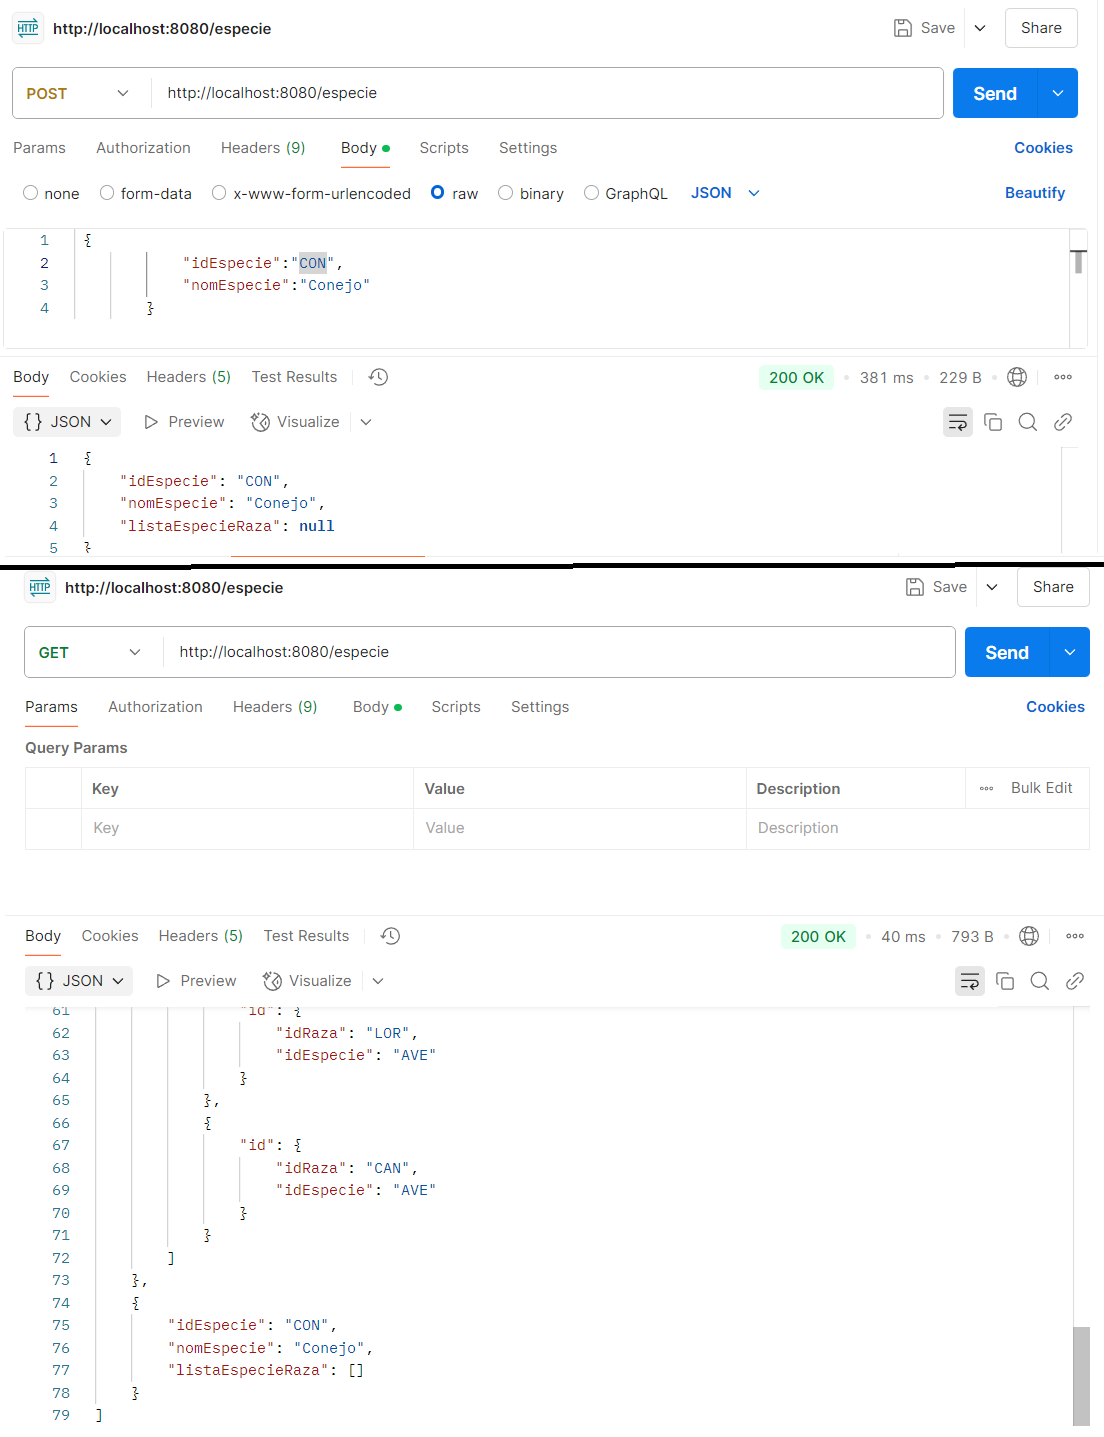 HTTP http://localhost:8080/especie Save Share
POST http://localhost:8080/especie Send
Params Authorization Headers (9) Body Scripts Settings Cookies
none form-data x-www-form-urlencoded raw binary GraphQL JSON Beautify
1 {
2 "idEspecie":"CON",
3 "nomEspecie":"Conejo"
4 }
Body Cookies Headers (5) Test Results 200 OK 381 ms 229 B
{} JSON Preview Visualize
1 {
2 "idEspecie": "CON",
3 "nomEspecie": "Conejo",
4 "listaEspecieRaza": null
5 }
HTTP http://localhost:8080/especie Save Share
GET http://localhost:8080/especie Send
Params Authorization Headers (9) Body Scripts Settings Cookies
Query Params
Key Value Description Bulk Edit
Key Value Description
Body Cookies Headers (5) Test Results 200 OK 40 ms 793 B
{} JSON Preview Visualize
61 "id": {
62 "idRaza": "LOR",
63 "idEspecie": "AVE"
64 }
65 },
66 {
67 "id": {
68 "idRaza": "CAN",
69 "idEspecie": "AVE"
70 }
71 }
72 ]
73 },
74 {
75 "idEspecie": "CON",
76 "nomEspecie": "Conejo",
77 "listaEspecieRaza": []
78 }
79 ]